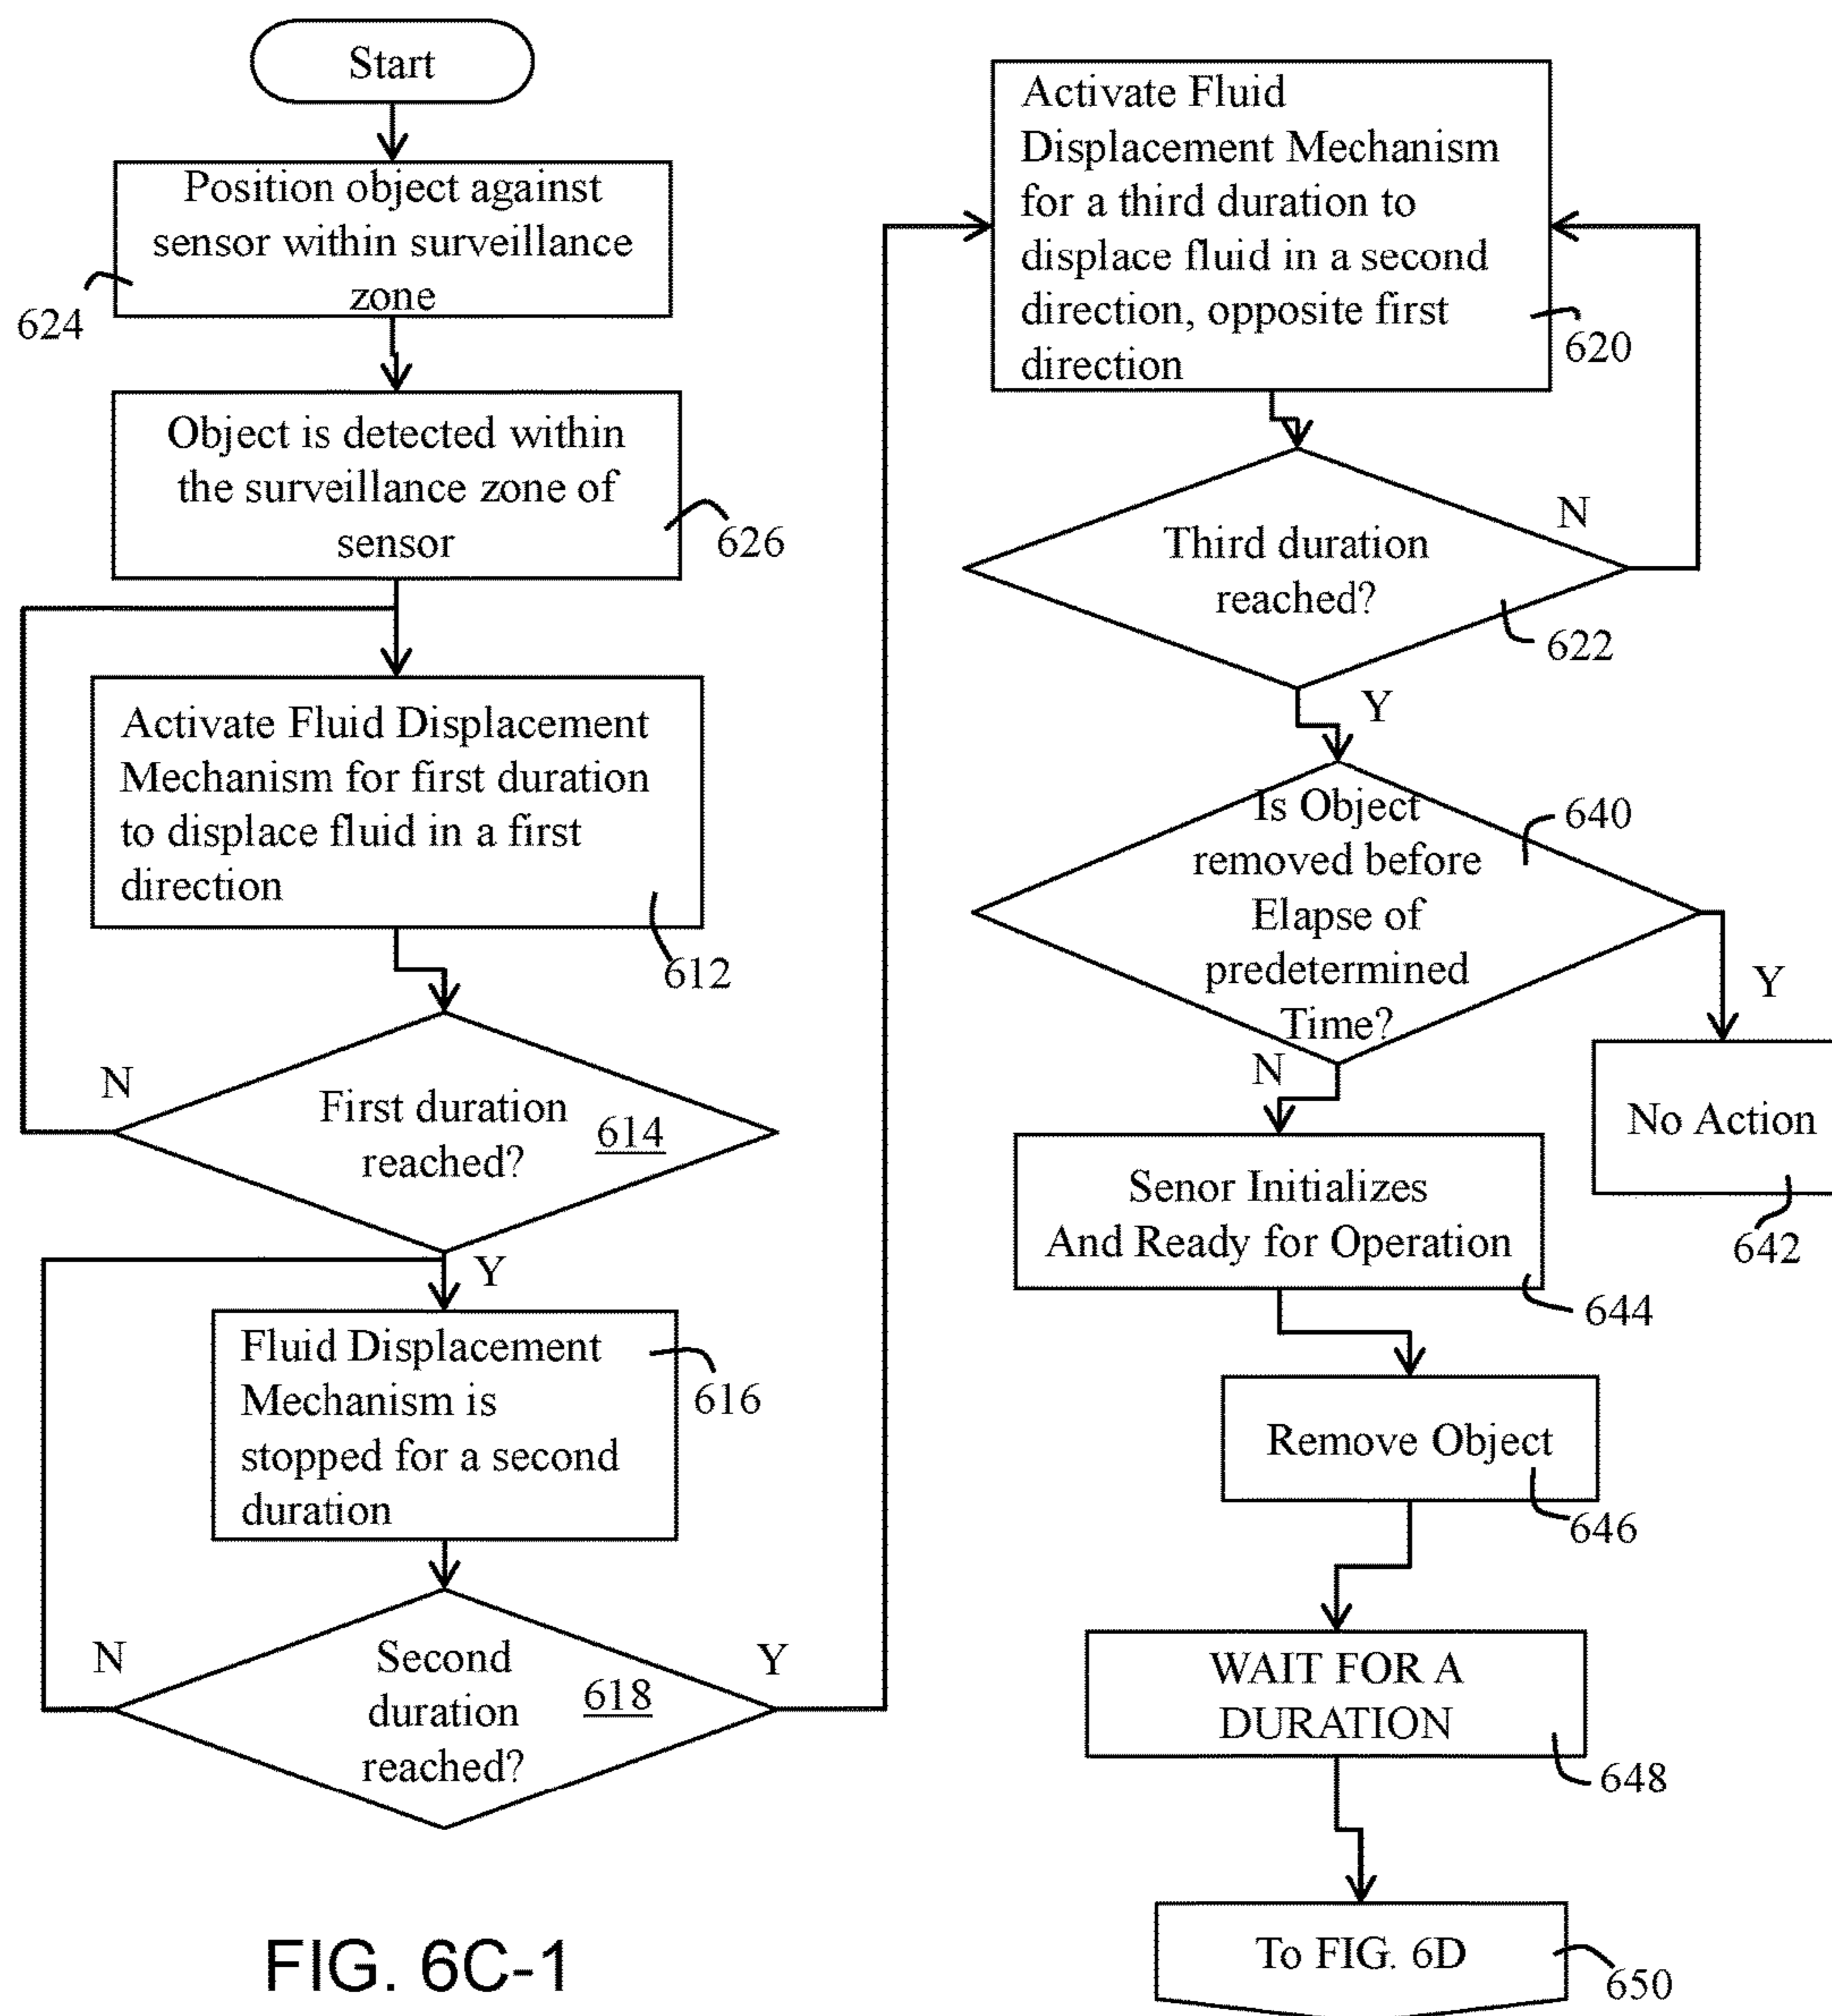 Start
Position object against
sensor within surveillance
zone
624
Object is detected within
the surveillance zone of
sensor
626
Activate Fluid Displacement
Mechanism for first duration
to displace fluid in a first
direction
612
N
First duration
reached?
614
Y
Fluid Displacement
Mechanism is
stopped for a second
duration
616
N
Second
duration
reached?
618
Y
Activate Fluid
Displacement Mechanism
for a third duration to
displace fluid in a second
direction, opposite first
direction
620
N
Third duration
reached?
622
Y
Is Object
removed before
Elapse of
predetermined
Time?
640
Y
No Action
642
N
Senor Initializes
And Ready for Operation
644
Remove Object
646
WAIT FOR A
DURATION
648
To FIG. 6D
650
FIG. 6C-1